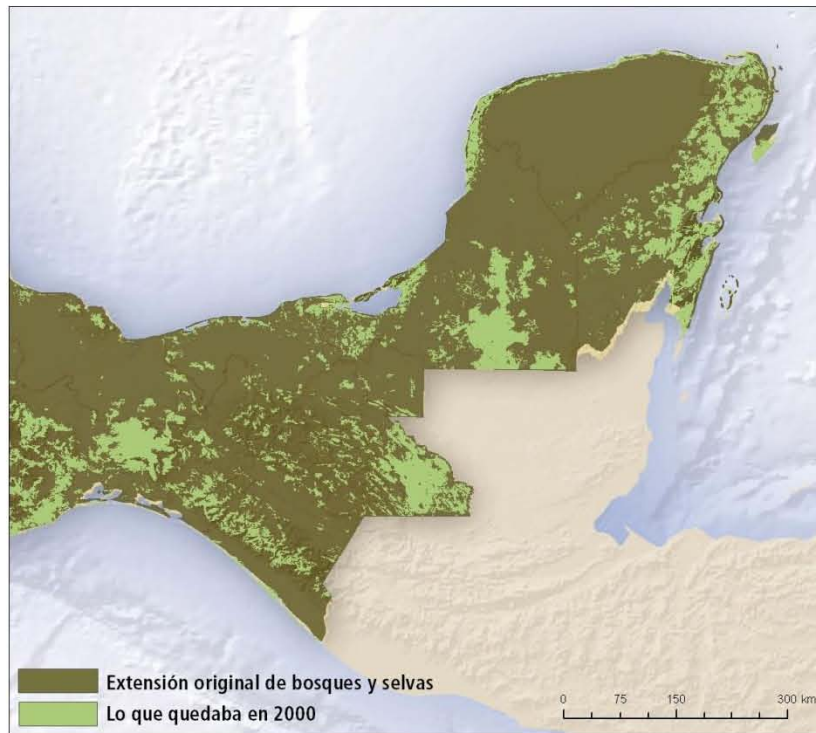 Extensión original de bosques y selvas
Lo que quedaba en 2000
0 75 150 300 km